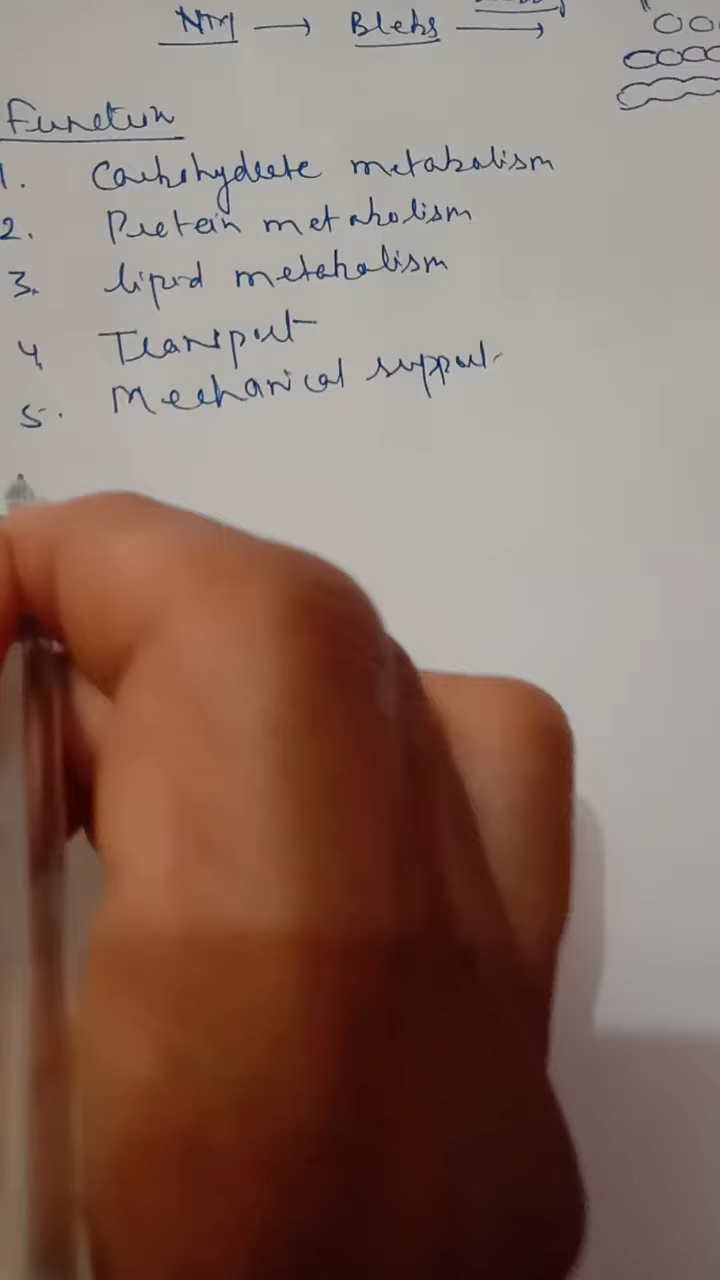 NM → Blebs →
Function
1. Carbohydrate metabolism
2. Protein metabolism
3. lipid metabolism
4. Transport
5. Mechanical support